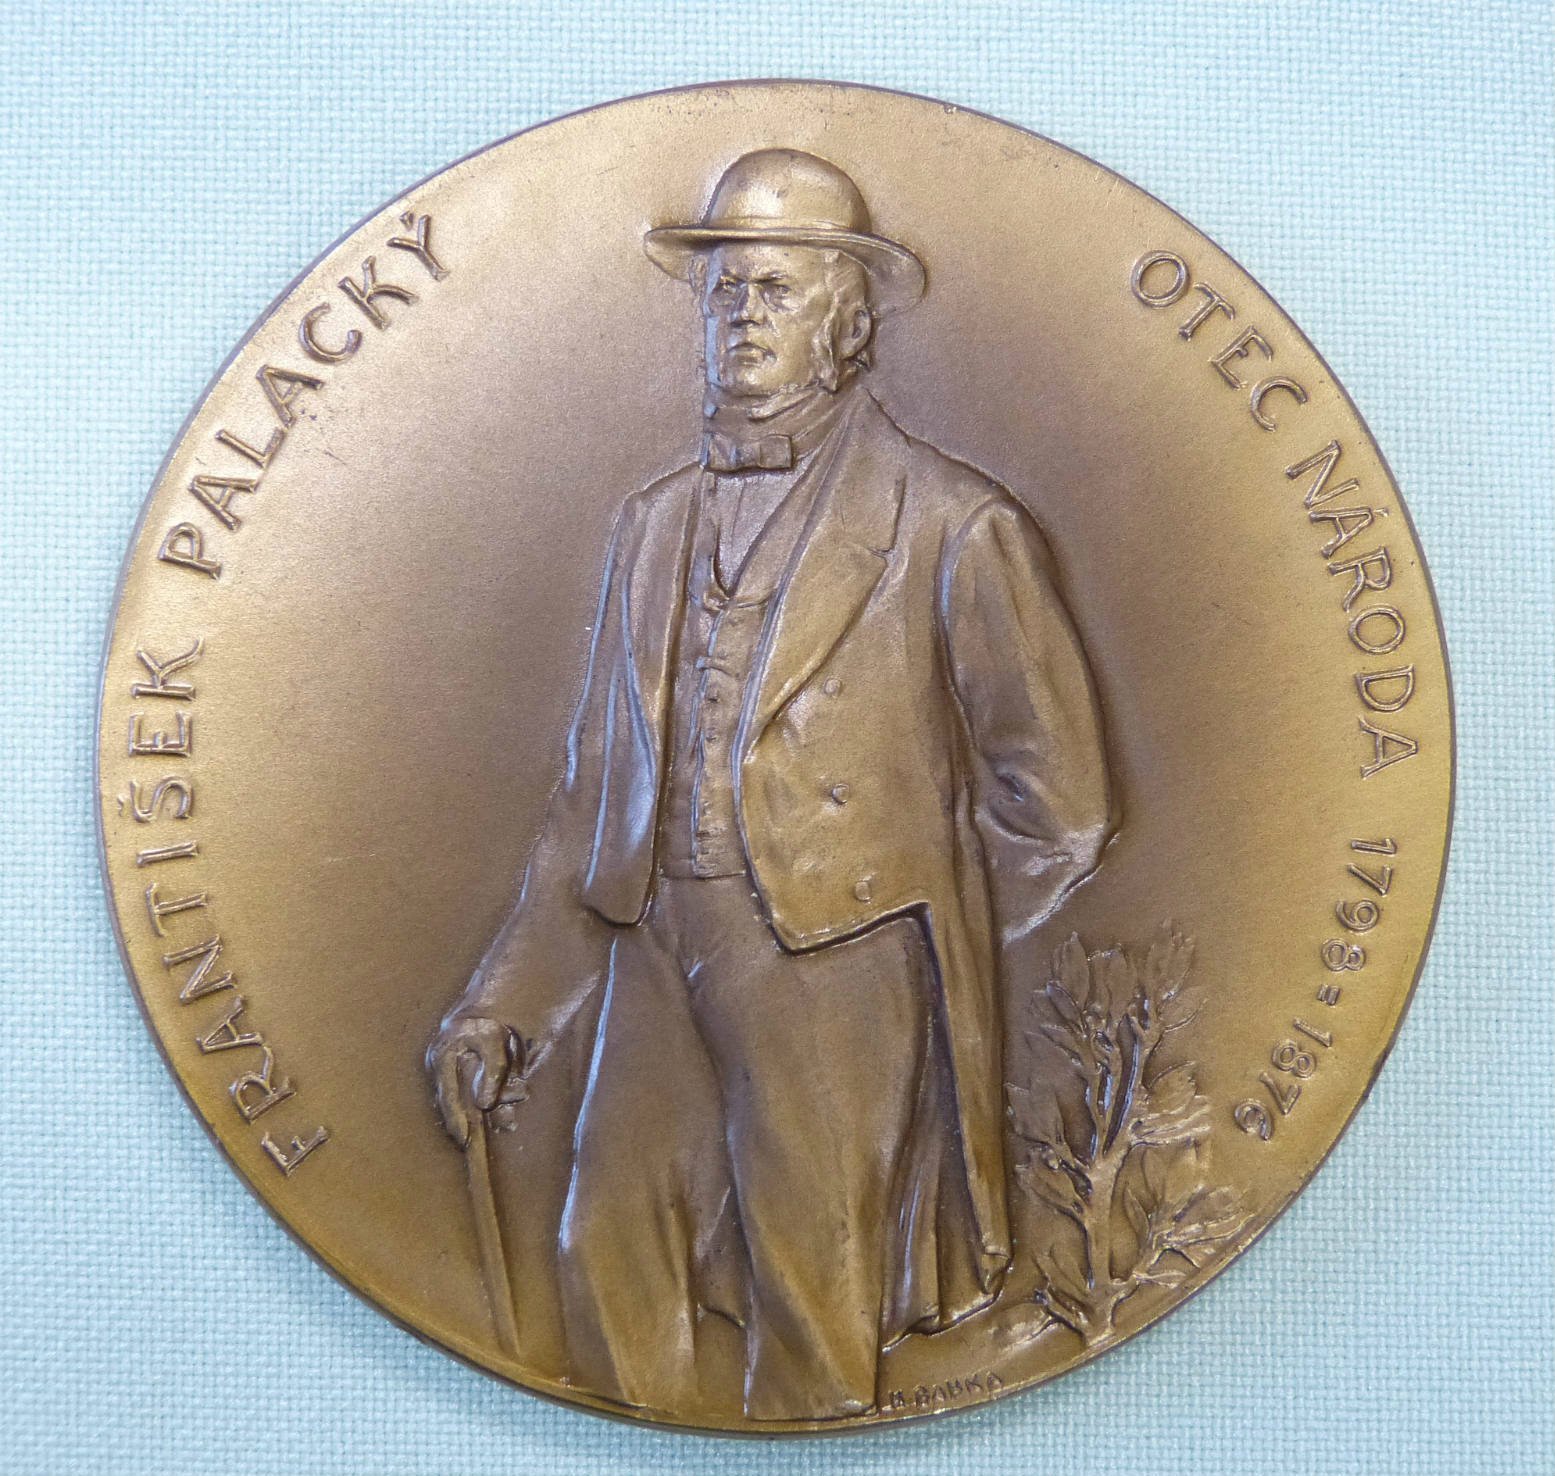 FRANTIŠEK PALACKÝ
OTEC NÁRODA 1798=1876